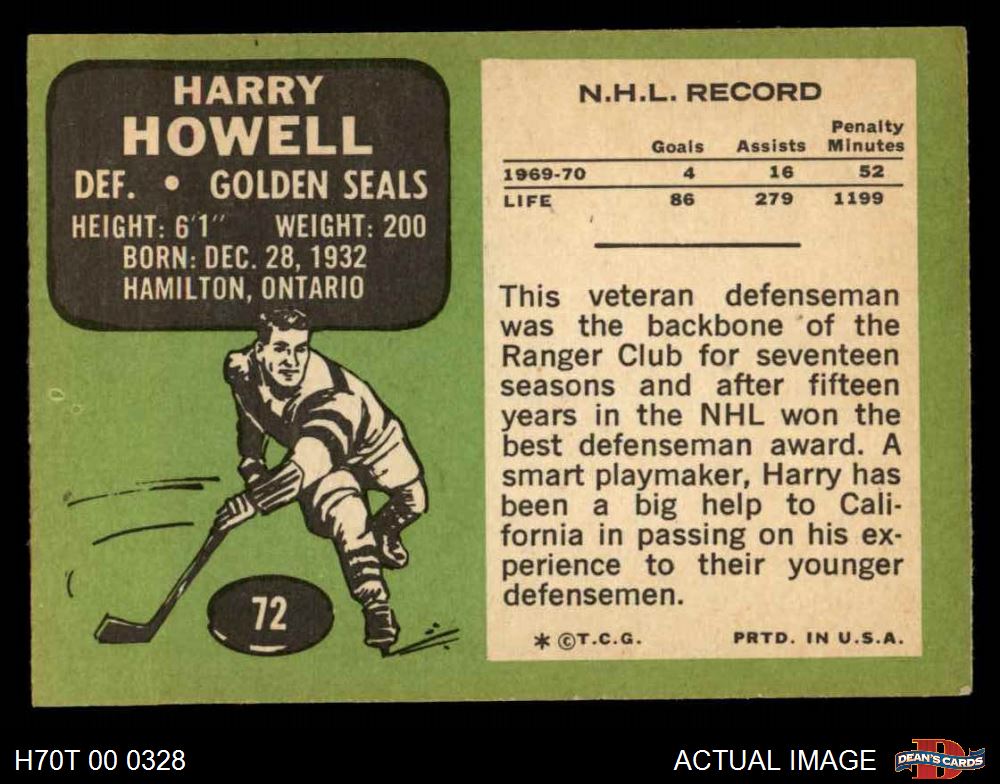 HARRY
HOWELL
DEF. • GOLDEN SEALS
HEIGHT: 6'1" WEIGHT: 200
BORN: DEC. 28, 1932
HAMILTON, ONTARIO
72
N.H.L. RECORD
Goals Assists Penalty Minutes
1969-70 4 16 52
LIFE 86 279 1199
This veteran defenseman
was the backbone of the
Ranger Club for seventeen
seasons and after fifteen
years in the NHL won the
best defenseman award. A
smart playmaker, Harry has
been a big help to Cali-
fornia in passing on his ex-
perience to their younger
defensemen.
* ©T.C.G. PRTD. IN U.S.A.
H70T 00 0328
ACTUAL IMAGE
DEAN'S CARDS